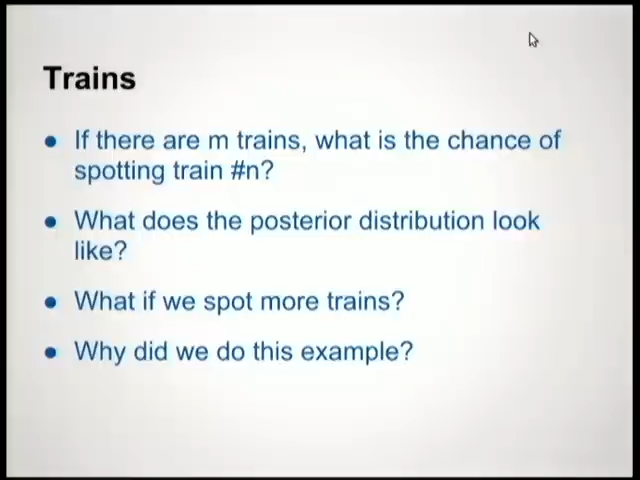 Trains
● If there are m trains, what is the chance of
spotting train #n?
● What does the posterior distribution look
like?
● What if we spot more trains?
● Why did we do this example?